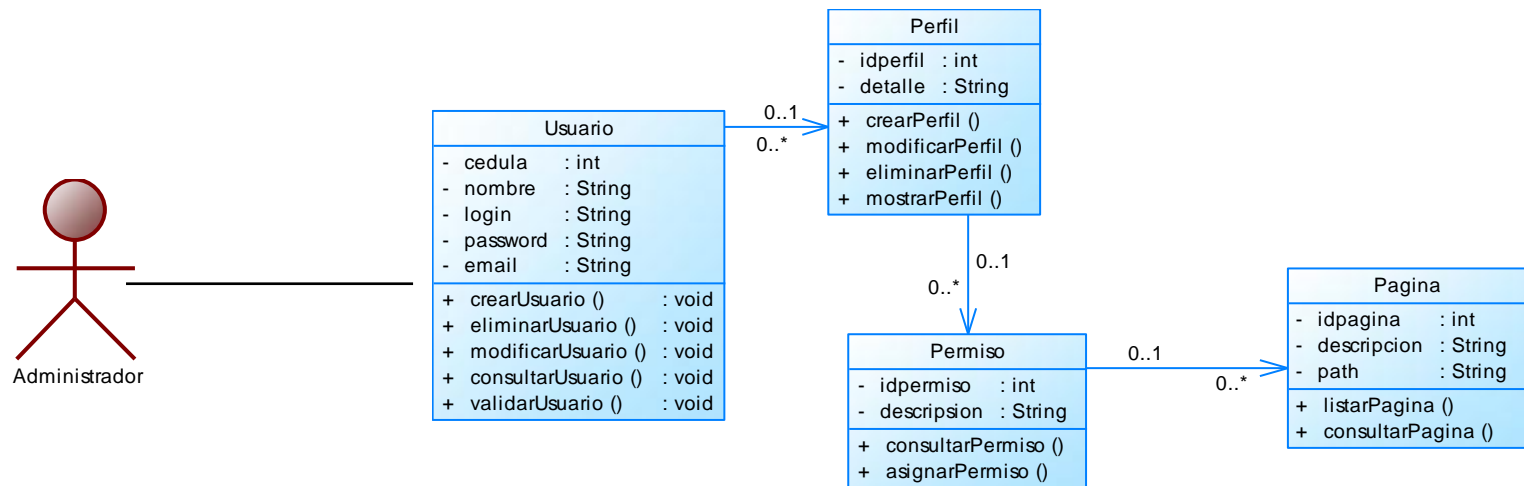 Administrador
Usuario
- cedula : int
- nombre : String
- login : String
- password : String
- email : String
+ crearUsuario () : void
+ eliminarUsuario () : void
+ modificarUsuario () : void
+ consultarUsuario () : void
+ validarUsuario () : void
0..1
0..*
Perfil
- idperfil : int
- detalle : String
+ crearPerfil ()
+ modificarPerfil ()
+ eliminarPerfil ()
+ mostrarPerfil ()
0..1
0..*
Permiso
- idpermiso : int
- descripsion : String
+ consultarPermiso ()
+ asignarPermiso ()
0..1
0..*
Pagina
- idpagina : int
- descripcion : String
- path : String
+ listarPagina ()
+ consultarPagina ()